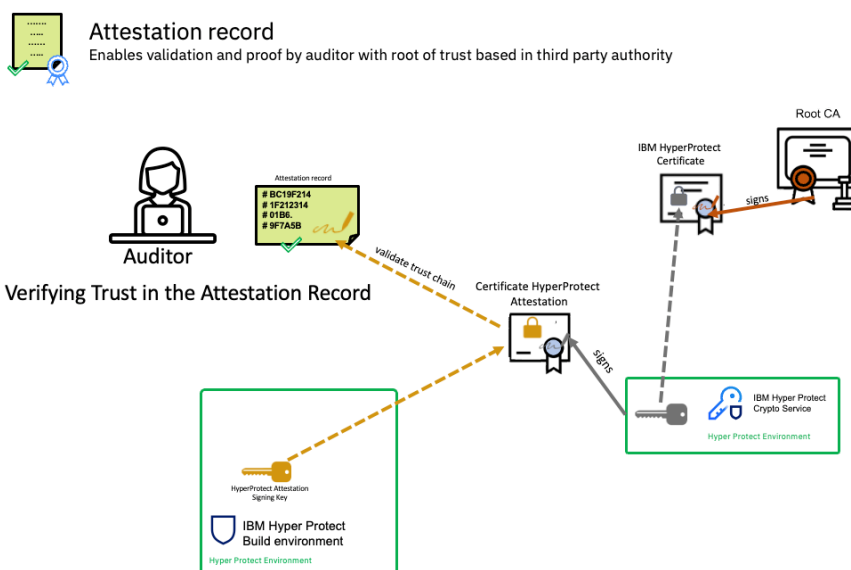 Attestation record
Enables validation and proof by auditor with root of trust based in third party authority
Root CA
IBM HyperProtect
Certificate
signs
Attestation record
# BC19F214
# 1F212314
# 01B6.
# 9F7A5B
Auditor
validate trust chain
Verifying Trust in the Attestation Record
Certificate HyperProtect
Attestation
signs
IBM Hyper Protect
Crypto Service
Hyper Protect Environment
HyperProtect Attestation
Signing Key
IBM Hyper Protect
Build environment
Hyper Protect Environment